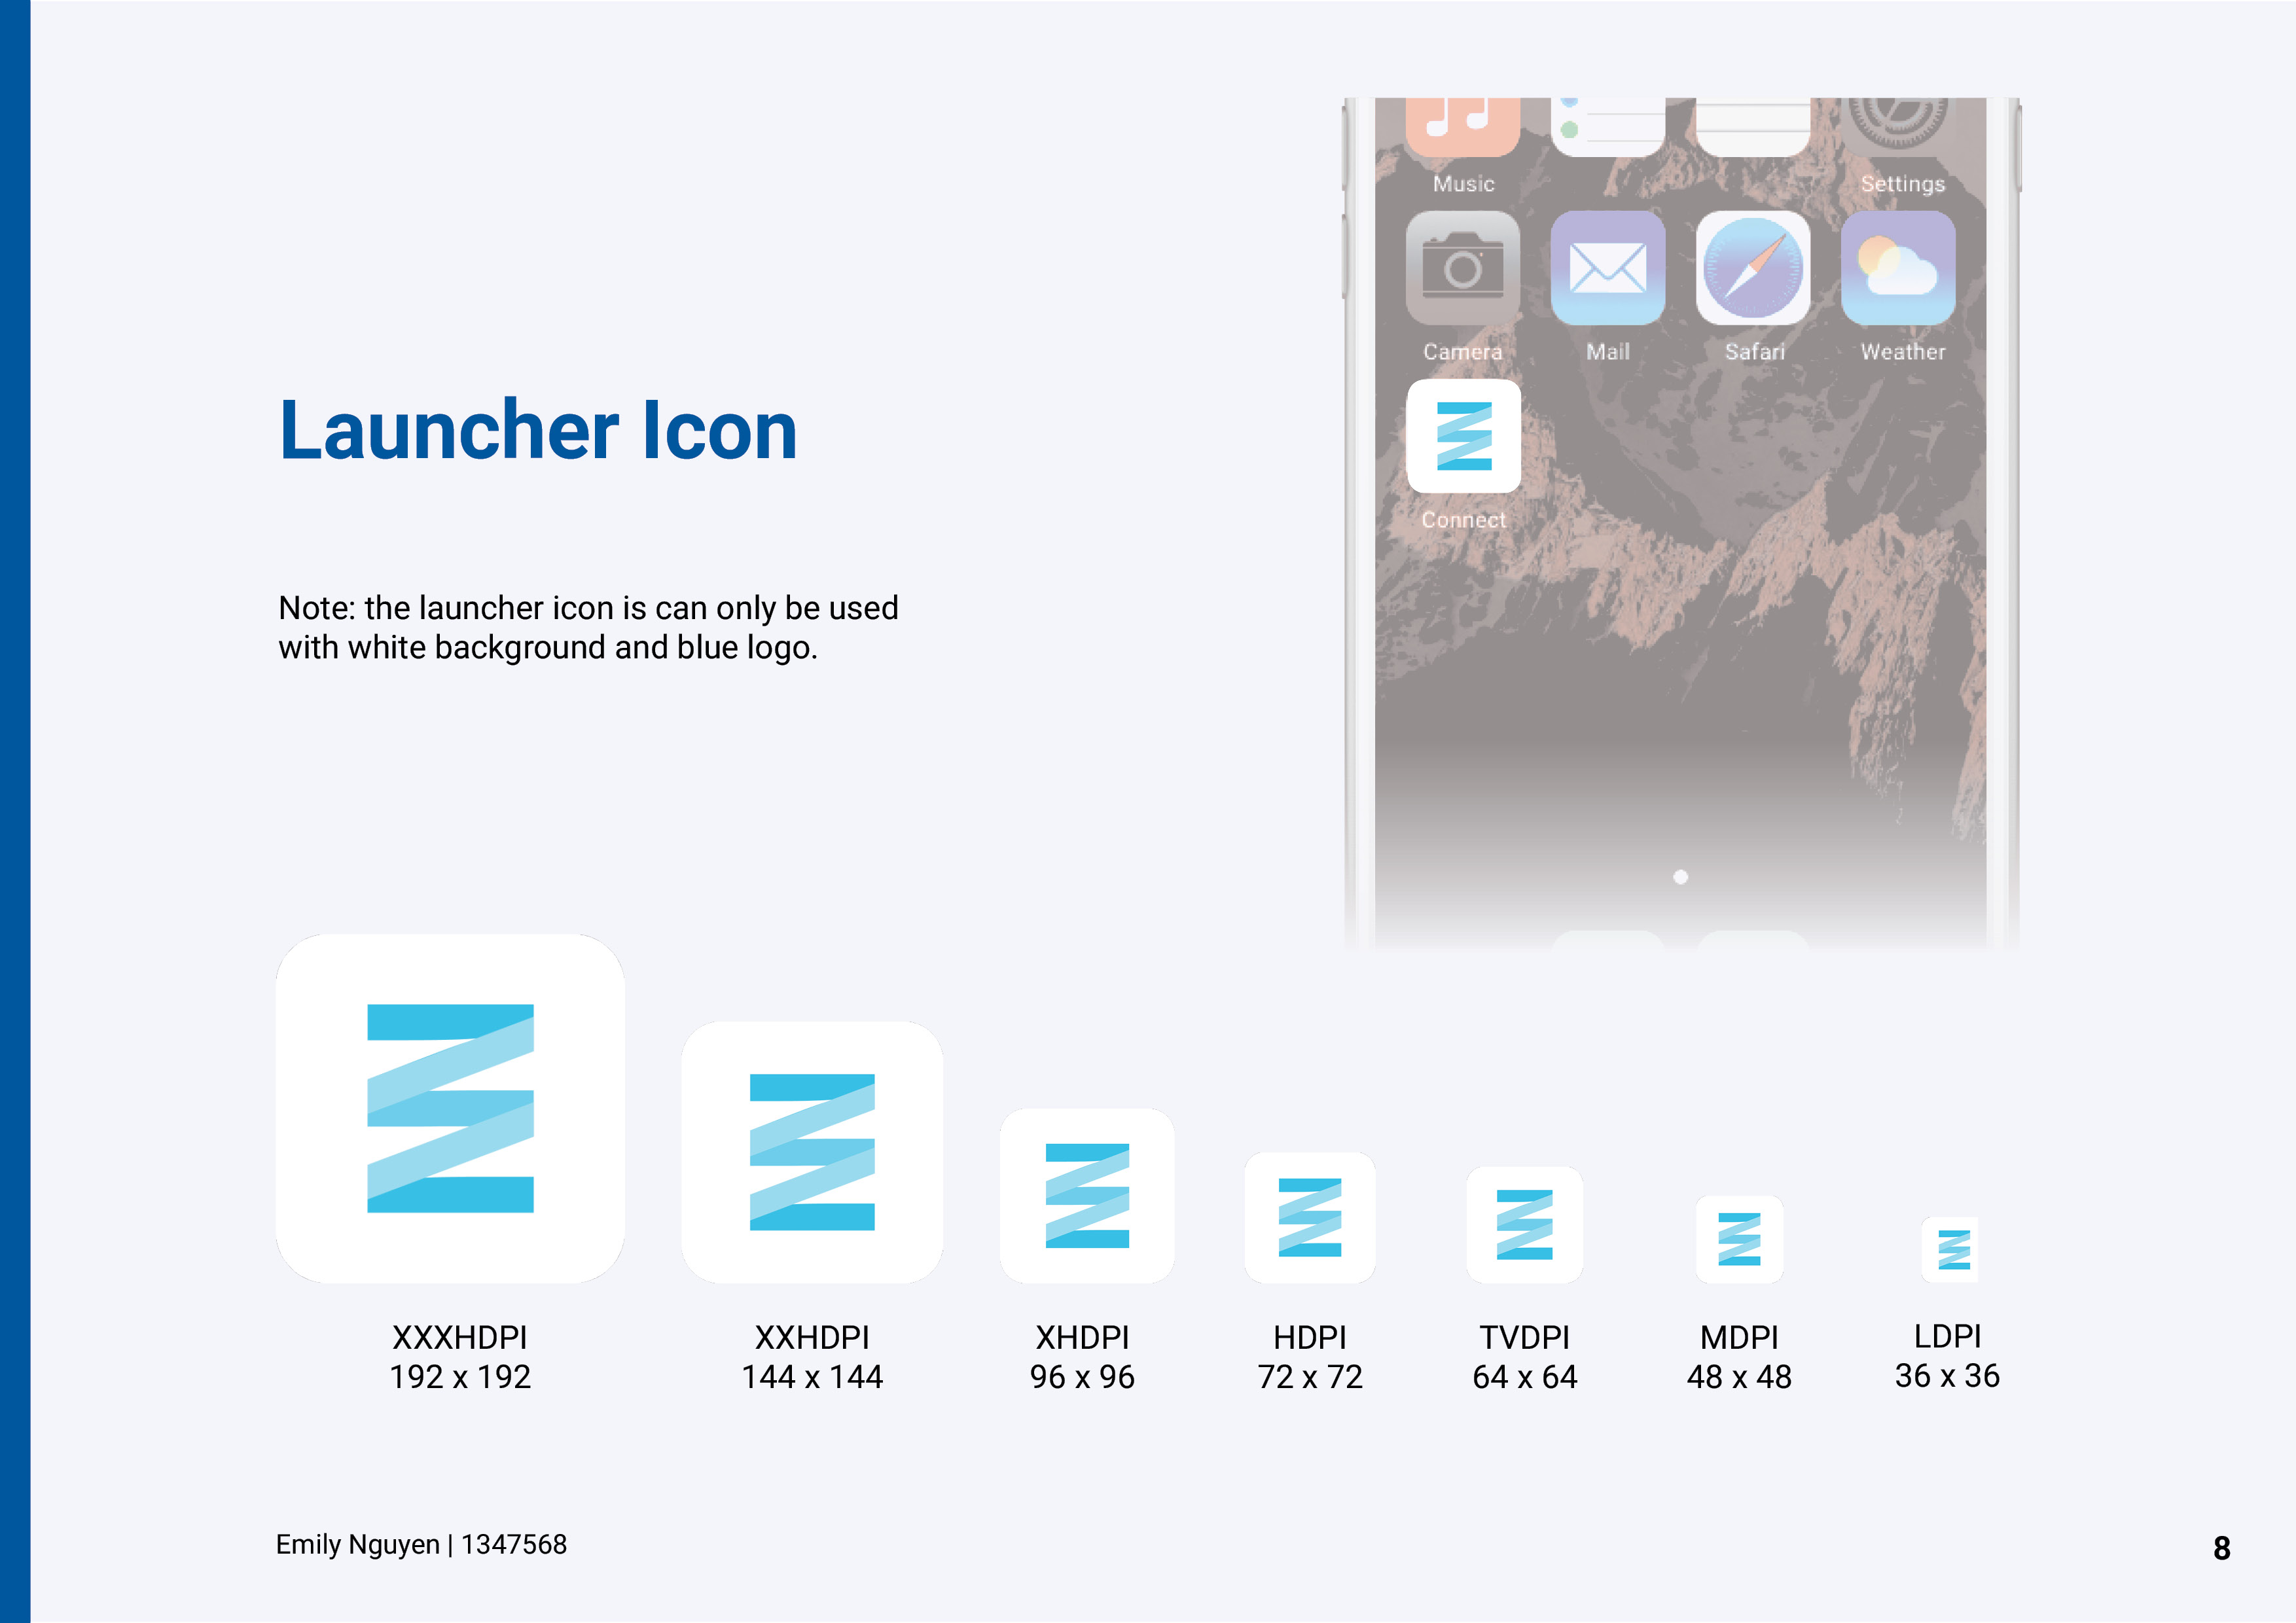 Launcher Icon
Note: the launcher icon is can only be used
with white background and blue logo.
Music
Settings
Camera
Mail
Safari
Weather
Connect
XXXHDPI
192 x 192
XXHDPI
144 x 144
XHDPI
96 x 96
HDPI
72 x 72
TVDPI
64 x 64
MDPI
48 x 48
LDPI
36 x 36
Emily Nguyen | 1347568
8